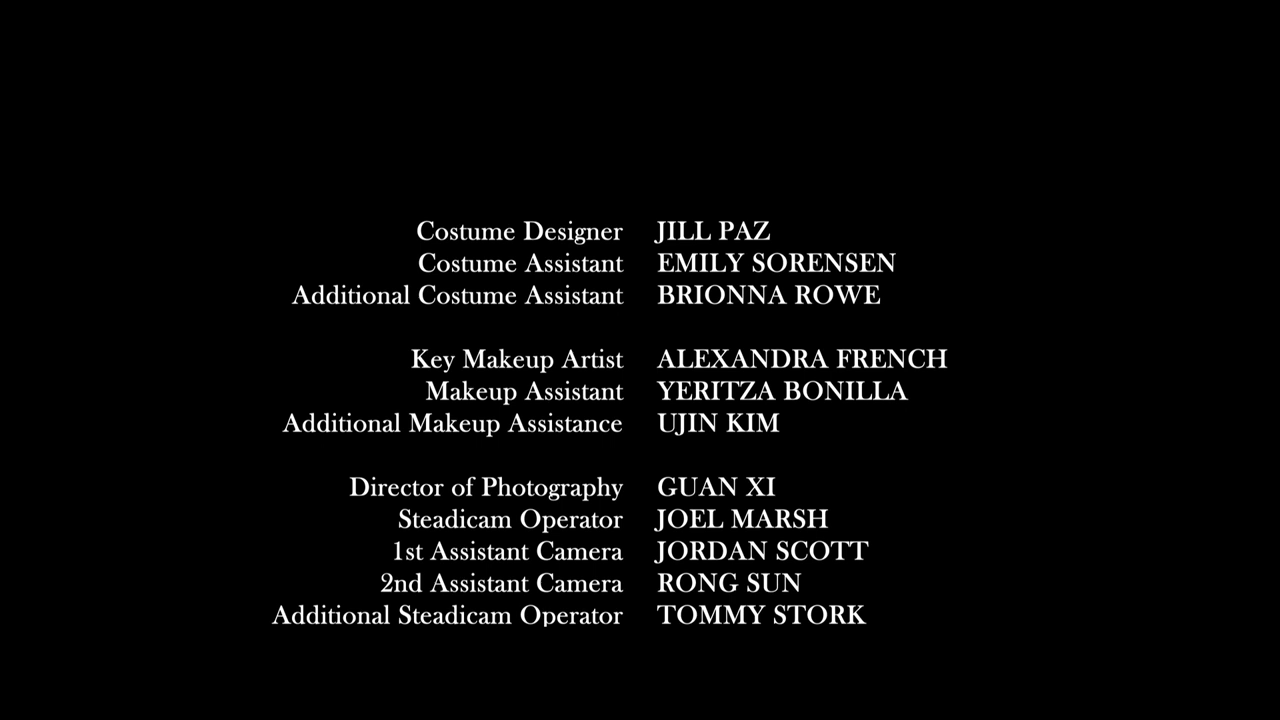 Costume Designer JILL PAZ
Costume Assistant EMILY SORENSEN
Additional Costume Assistant BRIONNA ROWE
Key Makeup Artist ALEXANDRA FRENCH
Makeup Assistant YERITZA BONILLA
Additional Makeup Assistance UJIN KIM
Director of Photography GUAN XI
Steadicam Operator JOEL MARSH
1st Assistant Camera JORDAN SCOTT
2nd Assistant Camera RONG SUN
Additional Steadicam Operator TOMMY STORK